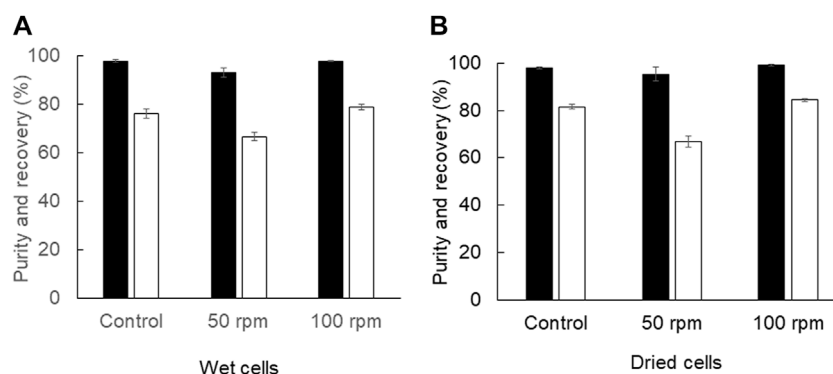 A
Purity and recovery (%)
100
80
60
40
20
0
Control 50 rpm 100 rpm
Wet cells
B
Purity and recovery (%)
100
80
60
40
20
0
Control 50 rpm 100 rpm
Dried cells